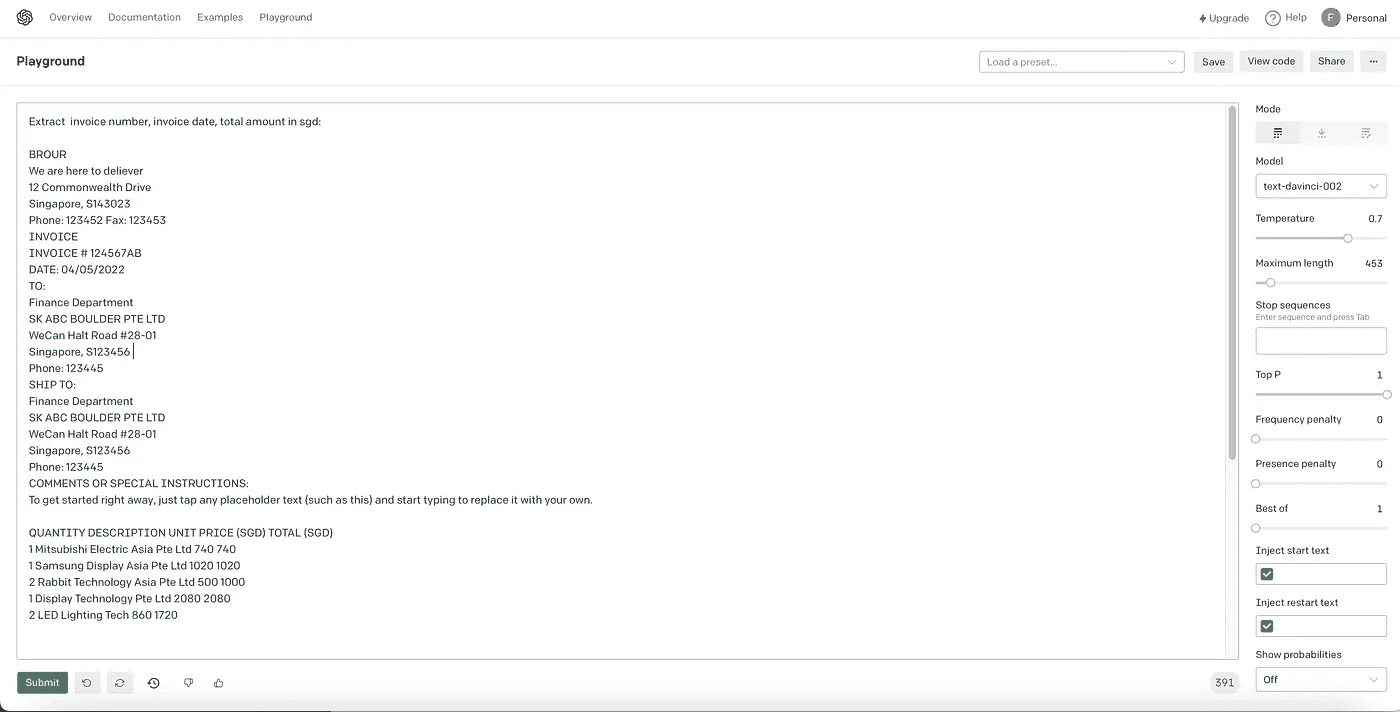 Overview Documentation Examples Playground Upgrade Help F Personal
Playground Load a preset... Save View code Share ...
Extract invoice number, invoice date, total amount in sgd:
BROUR
We are here to deliever
12 Commonwealth Drive
Singapore, S143023
Phone: 123452 Fax: 123453
INVOICE
INVOICE # 124567AB
DATE: 04/05/2022
TO:
Finance Department
SK ABC BOULDER PTE LTD
WeCan Halt Road #28-01
Singapore, S123456
Phone: 123445
SHIP TO:
Finance Department
SK ABC BOULDER PTE LTD
WeCan Halt Road #28-01
Singapore, S123456
Phone: 123445
COMMENTS OR SPECIAL INSTRUCTIONS:
To get started right away, just tap any placeholder text (such as this) and start typing to replace it with your own.
QUANTITY DESCRIPTION UNIT PRICE (SGD) TOTAL (SGD)
1 Mitsubishi Electric Asia Pte Ltd 740 740
1 Samsung Display Asia Pte Ltd 1020 1020
2 Rabbit Technology Asia Pte Ltd 500 1000
1 Display Technology Pte Ltd 2080 2080
2 LED Lighting Tech 860 1720
Submit 391
Mode
Model
text-davinci-002
Temperature 0.7
Maximum length 453
Stop sequences
Enter sequence and press Tab
Top P 1
Frequency penalty 0
Presence penalty 0
Best of 1
Inject start text
Inject restart text
Show probabilities
Off